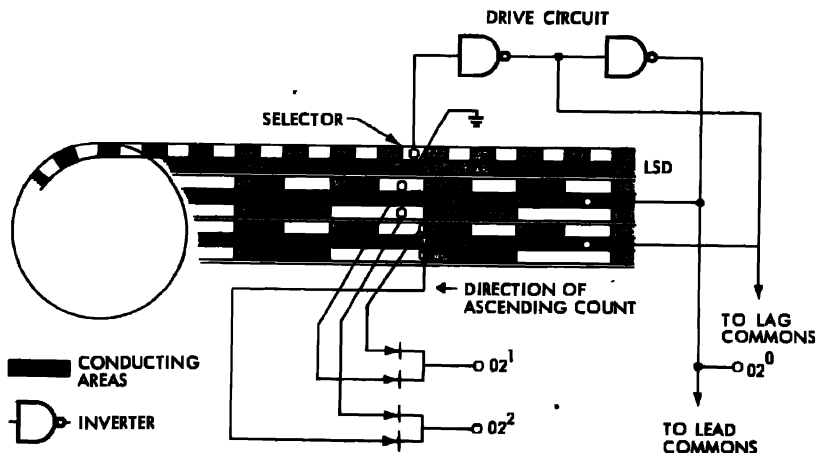 DRIVE CIRCUIT
SELECTOR
LSD
DIRECTION OF
ASCENDING COUNT
TO LAG
COMMONS
CONDUCTING
AREAS
02¹
02⁰
INVERTER
02²
TO LEAD
COMMONS